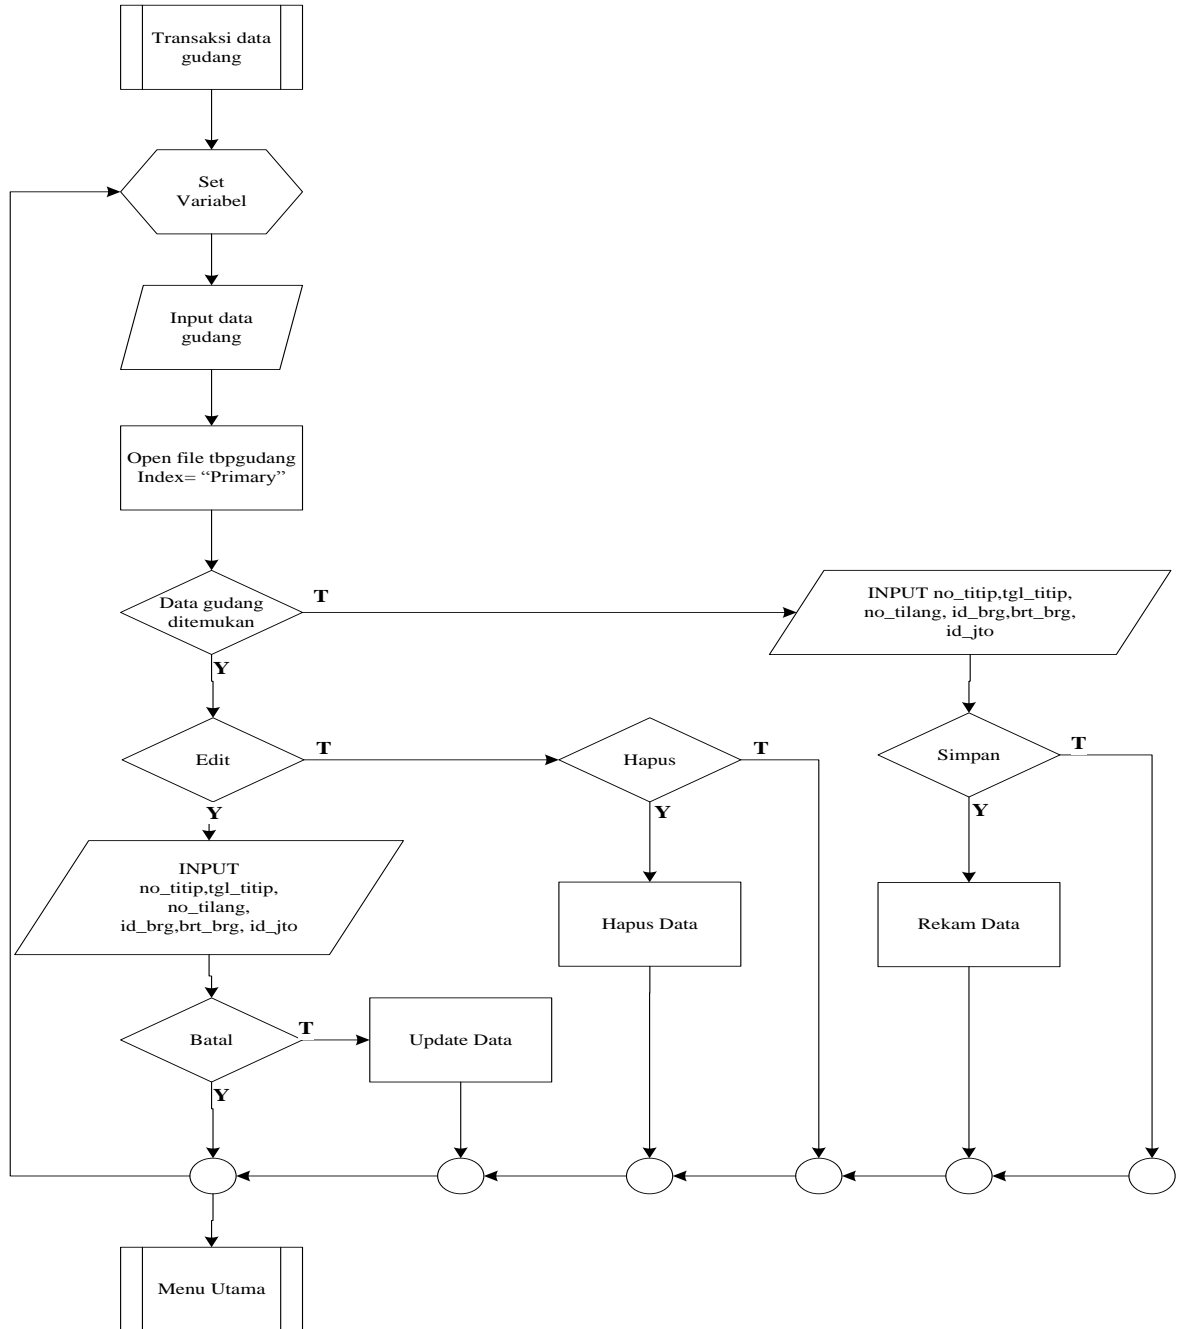 Transaksi data
gudang
Set
Variabel
Input data
gudang
Open file tbpgudang
Index= “Primary”
Data gudang
ditemukan
T
INPUT no_titip,tgl_titip,
no_tilang, id_brg,brt_brg,
id_jto
Y
Edit
T
Hapus
T
Simpan
T
Y
Y
Y
INPUT
no_titip,tgl_titip,
no_tilang,
id_brg,brt_brg, id_jto
Hapus Data
Rekam Data
Batal
T
Update Data
Y
Menu Utama